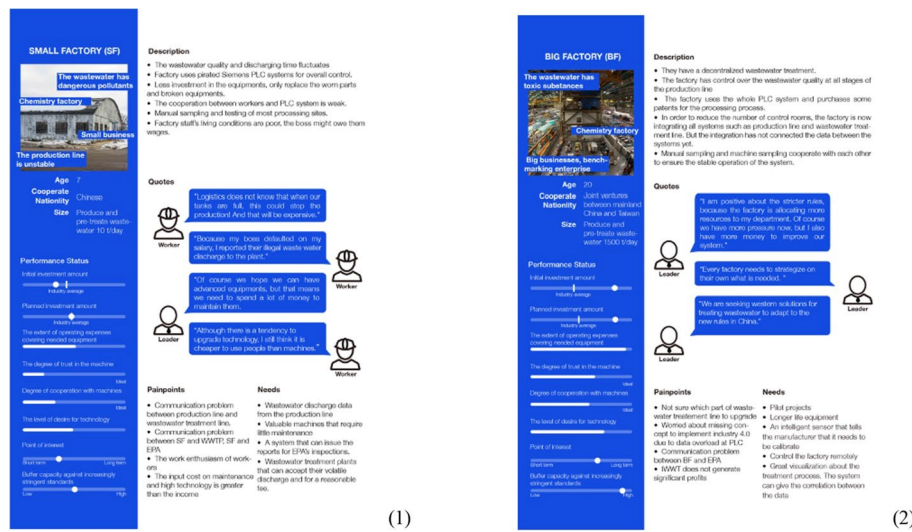 SMALL FACTORY (SF)
The wastewater has
dangerous pollutants
Chemistry factory
Small business
The production line
is unstable
Age 7
Cooperate Chinese
Nationlity
Size Produce and
pre-treat waste-
water 10 t/day
Performance Status
Initial investment amount
Industry average
Planned investment amount
Industry average
The extent of operating expenses
covering needed equipment
The degree of trust in the machine
Ideal
Degree of cooperation with machines
Ideal
The level of desire for technology
Point of interest
Short term Long term
Buffer capacity against increasingly
stringent standards
Low High
Description
• The wastewater quality and discharging time fluctuates
• Factory uses pirated Siemens PLC systems for overall control.
• Less investment in the equipments, only replace the worn parts
and broken equipments.
• The cooperation between workers and PLC system is weak.
• Manual sampling and testing of most processing sites.
• Factory staff's living conditions are poor, the boss might owe them
wages.
Quotes
"Logistics does not know that when our
tanks are full, this could stop the
production! And that will be expensive."
Worker
"Because my boss defaulted on my
salary, I reported their illegal waste water
discharge to the plant."
Worker
"Of course we hope we can have
advanced equipments, but that means
we need to spend a lot of money to
maintain them.
Leader
"Although there is a tendency to
upgrade technology, I still think it is
cheaper to use people than machines."
Worker
Painpoints
• Communication problem
between production line and
wastewater treatment line.
• Communication problem
between SF and WWTP, SF and
EPA
• The work enthusiasm of work-
ers
• The input cost on maintenance
and high technology is greater
than the income
Needs
• Wastewater discharge data
from the production line
• Valuable machines that require
little maintenance
• A system that can issue the
reports for EPA's inspections.
• Wastewater treatment plants
that can accept their volatile
discharge and for a reasonable
fee.
(1)
BIG FACTORY (BF)
The wastewater has
toxic substances
Chemistry factory
Big businesses, bench-
marking enterprise
Age 20
Cooperate Joint ventures
Nationlity between mainland
China and Taiwan
Size Produce and
pre-treat waste-
water 1500 t/day
Performance Status
Initial investment amount
Industry average
Planned investment amount
Industry average
The extent of operating expenses
covering needed equipment
The degree of trust in the machine
Ideal
Degree of cooperation with machines
Ideal
The level of desire for technology
Point of interest
Short term Long term
Buffer capacity against increasingly
stringent standards
Low High
Description
• They have a decentralized wastewater treatment.
• The factory has control over the wastewater quality at all stages of
the production line
• The factory uses the whole PLC system and purchases some
patents for the processing process.
• In order to reduce the number of control rooms, the factory is now
integrating all systems such as production line and wastewater treat-
ment line. But the integration has not connected the data between the
systems yet.
• Manual sampling and machine sampling cooperate with each other
to ensure the stable operation of the system.
Quotes
"I am positive about the stricter rules,
because the factory is allocating more
resources to my department. Of course
we have more pressure now, but I also
have more money to improve our
system."
Leader
"Every factory needs to strategize on
their own what is needed. "
Leader
"We are seeking western solutions for
treating wastewater to adapt to the
new rules in China."
Leader
Painpoints
• Not sure which part of waste-
water treatement line to upgrade
• Worried about missing con-
cept to implement industry 4.0
due to data overload at PLC
• Communication problem
between BF and EPA
• IWWT does not generate
significant profits
Needs
• Pilot projects
• Longer life equipment
• An intelligent sensor that tells
the manufacturer that it needs to
be calibrate
• Control the factory remotely
• Great visualization about the
treatment process. The system
can give the correlation between
the data
(2)